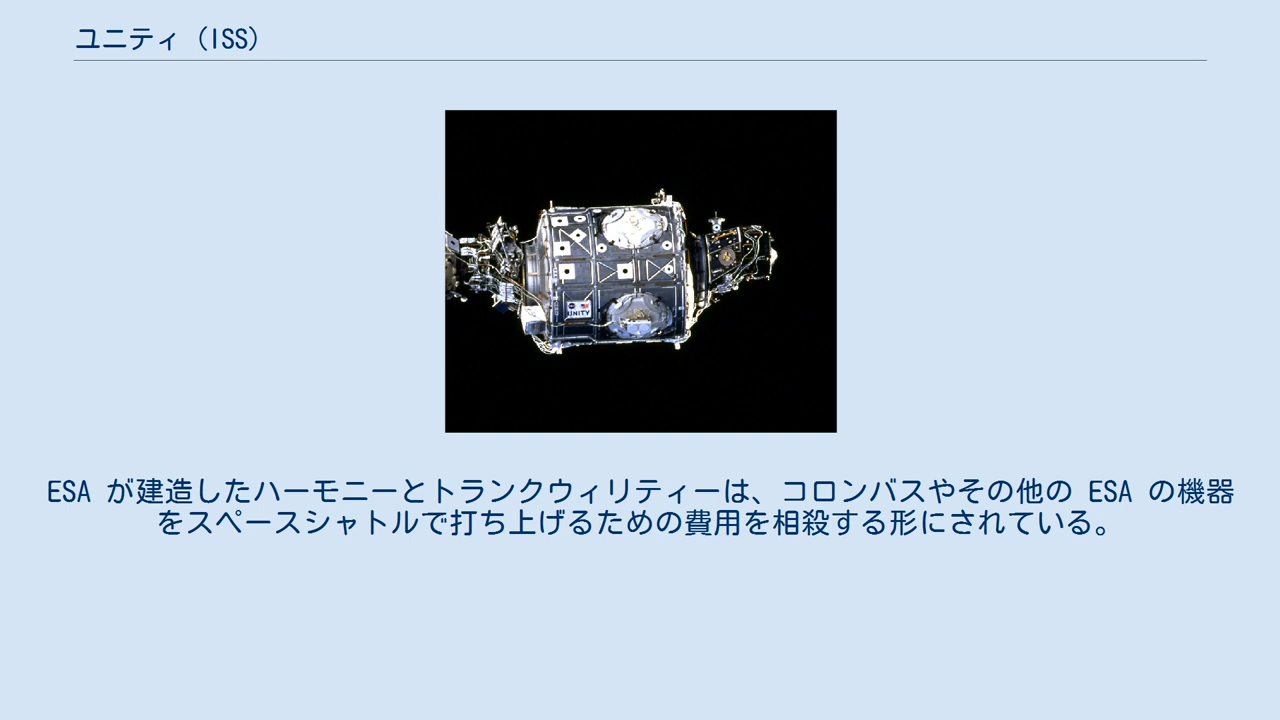 ユニティ（ISS）
UNITY
ESA が建造したハーモニーとトランクウィリティーは、コロンバスやその他の ESA の機器
をスペースシャトルで打ち上げるための費用を相殺する形にされている。